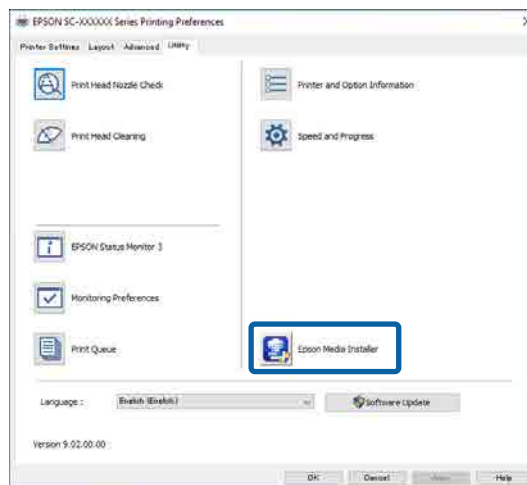 EPSON SC-XXXXXX Series Printing Preferences
Printer Settings Layout Advanced Utility
Print Head Nozzle Check
Printer and Option Information
Print Head Cleaning
Speed and Progress
EPSON Status Monitor 3
Monitoring Preferences
Print Queue
Epson Media Installer
Language :
English (English)
Software Update
Version 9.02.00.00
OK Cancel Apply Help